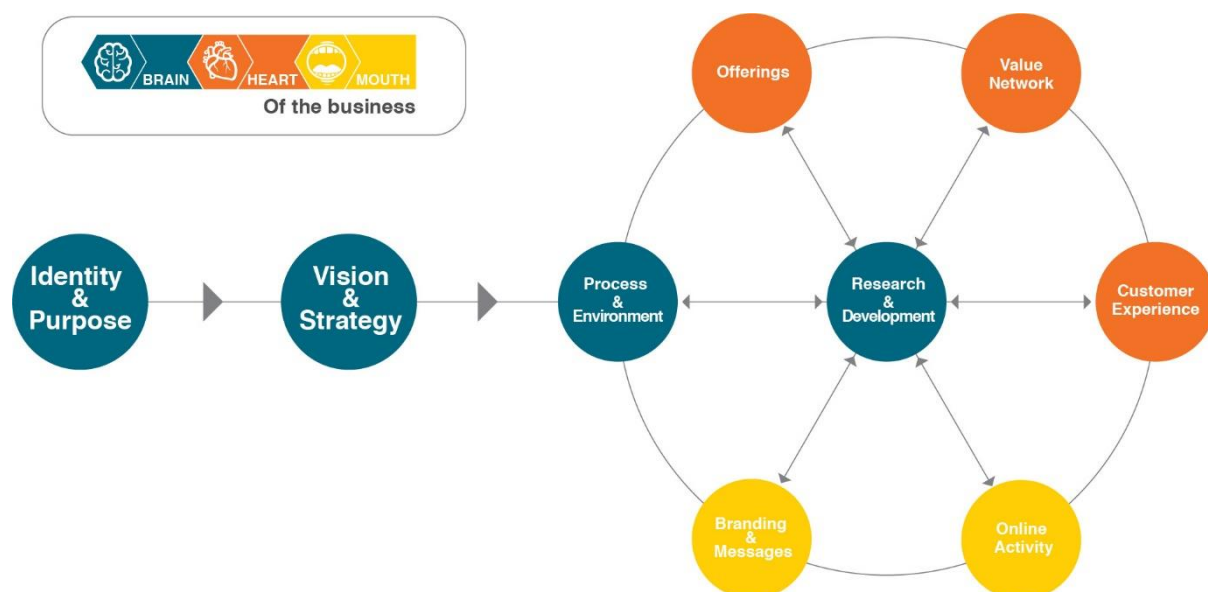 BRAIN HEART MOUTH
Of the business
Offerings
Value
Network
Identity
&
Purpose
Vision
&
Strategy
Process
&
Environment
Research
&
Development
Customer
Experience
Branding
&
Messages
Online
Activity